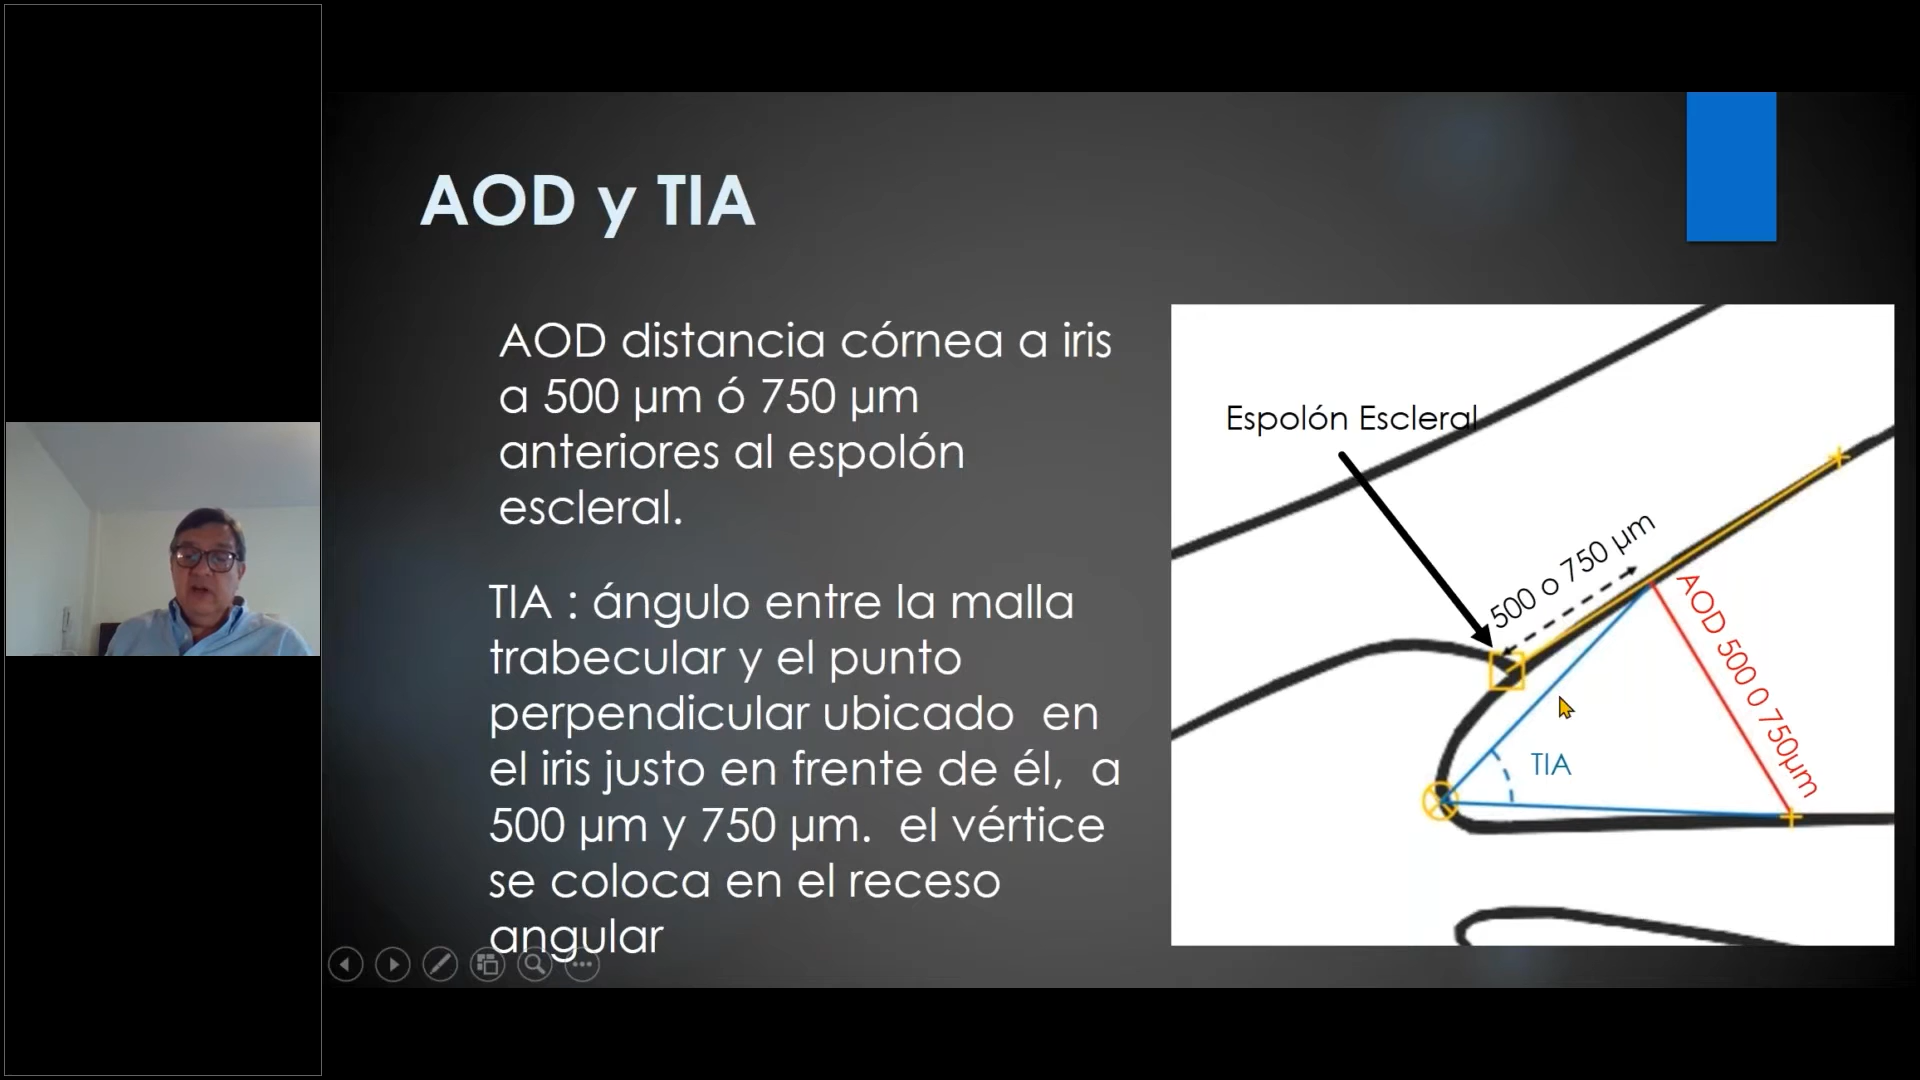 AOD y TIA
AOD distancia córnea a iris
a 500 µm ó 750 µm
anteriores al espolón
escleral.
TIA : ángulo entre la malla
trabecular y el punto
perpendicular ubicado en
el iris justo en frente de él, a
500 µm y 750 µm. el vértice
se coloca en el receso
angular
Espolón Escleral
500 o 750 µm
AOD 500 0 750µm
TIA